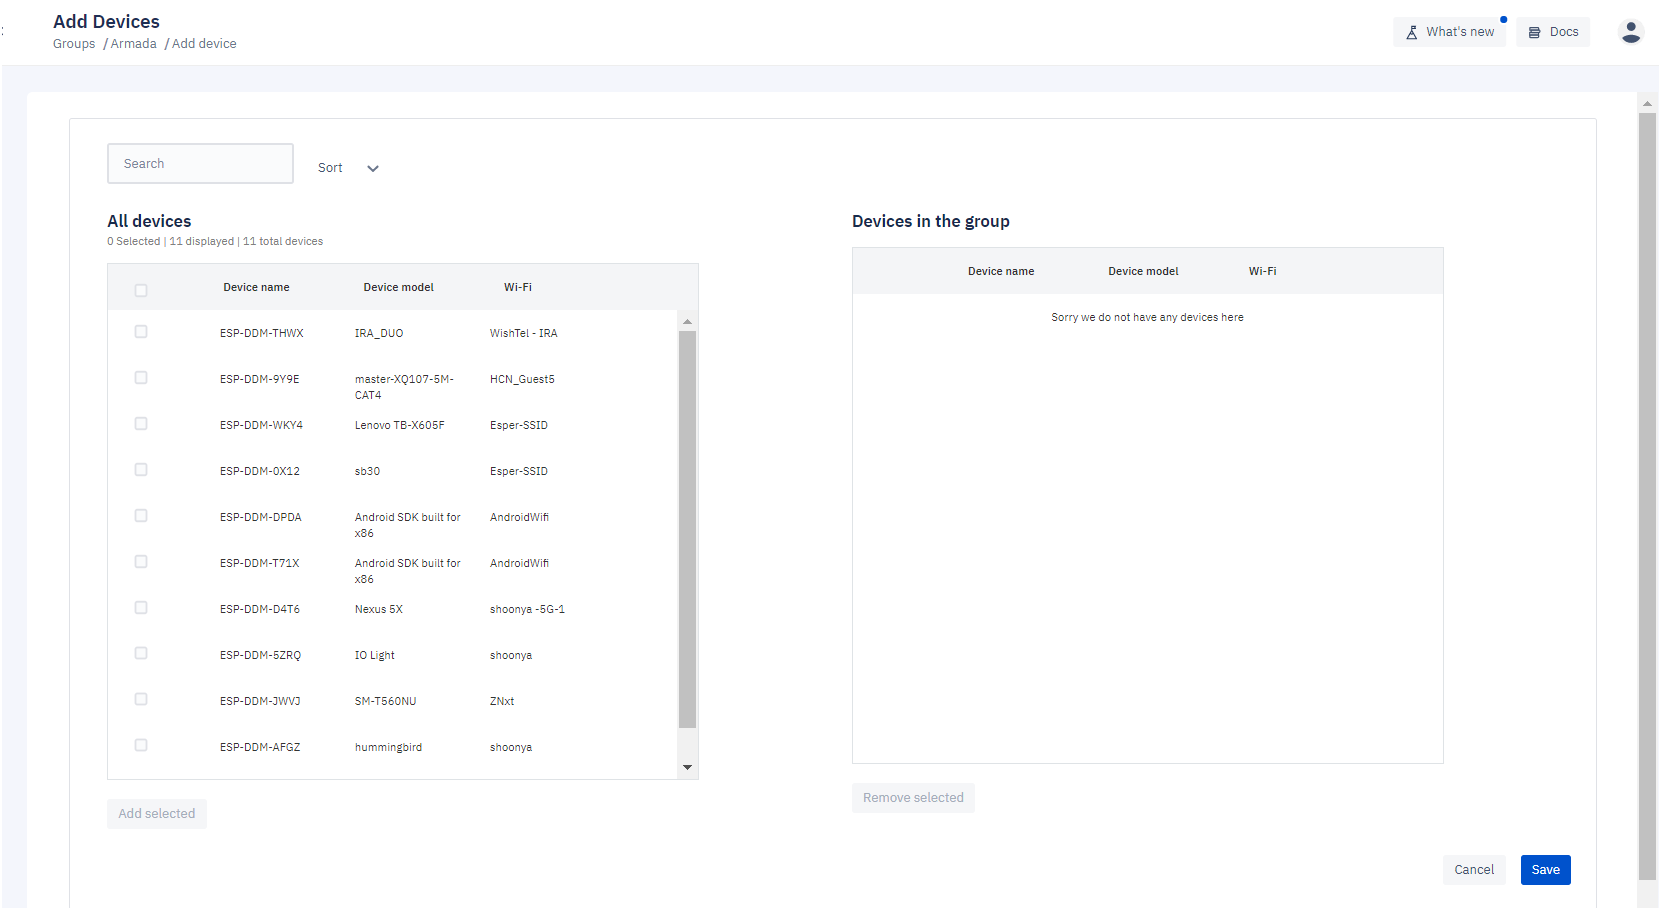 Add Devices
Groups / Armada / Add device
What's new
Docs
Search
Sort
All devices
0 Selected | 11 displayed | 11 total devices
Device name Device model Wi-Fi
ESP-DDM-THWX IRA_DUO WishTel - IRA
ESP-DDM-9Y9E master-XQ107-5M-
CAT4 HCN_Guest5
ESP-DDM-WKY4 Lenovo TB-X605F Esper-SSID
ESP-DDM-0X12 sb30 Esper-SSID
ESP-DDM-DPDA Android SDK built for
x86 AndroidWifi
ESP-DDM-T71X Android SDK built for
x86 AndroidWifi
ESP-DDM-D4T6 Nexus 5X shoonya -5G-1
ESP-DDM-5ZRQ IO Light shoonya
ESP-DDM-JWVJ SM-T560NU ZNxt
ESP-DDM-AFGZ hummingbird shoonya
Add selected
Devices in the group
Device name Device model Wi-Fi
Sorry we do not have any devices here
Remove selected
Cancel
Save